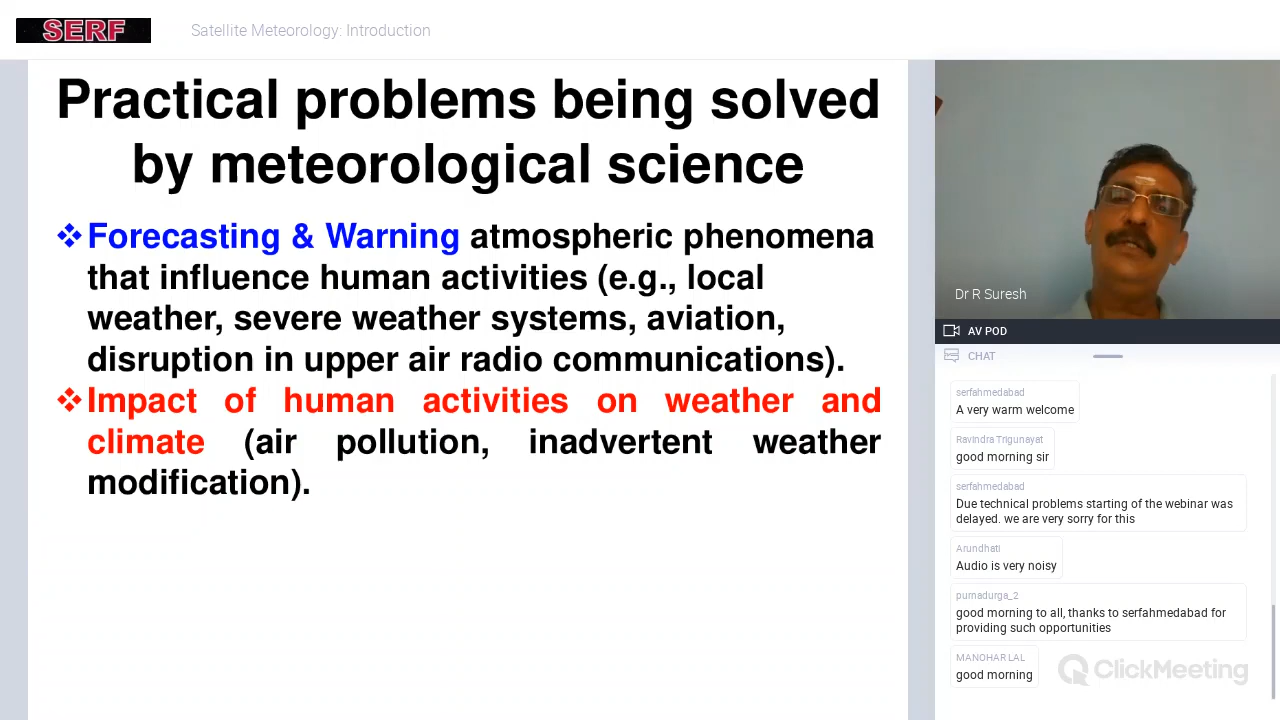 SERF
Satellite Meteorology: Introduction
Practical problems being solved
by meteorological science
❖Forecasting & Warning atmospheric phenomena
that influence human activities (e.g., local
weather, severe weather systems, aviation,
disruption in upper air radio communications).
❖Impact of human activities on weather and
climate (air pollution, inadvertent weather
modification).
Dr R Suresh
AV POD
CHAT
serfahmedabad
A very warm welcome
Ravindra Trigunayat
good morning sir
serfahmedabad
Due technical problems starting of the webinar was
delayed. we are very sorry for this
Arundhati
Audio is very noisy
purnadurga_2
good morning to all, thanks to serfahmedabad for
providing such opportunities
MANOHAR LAL
good morning
ClickMeeting